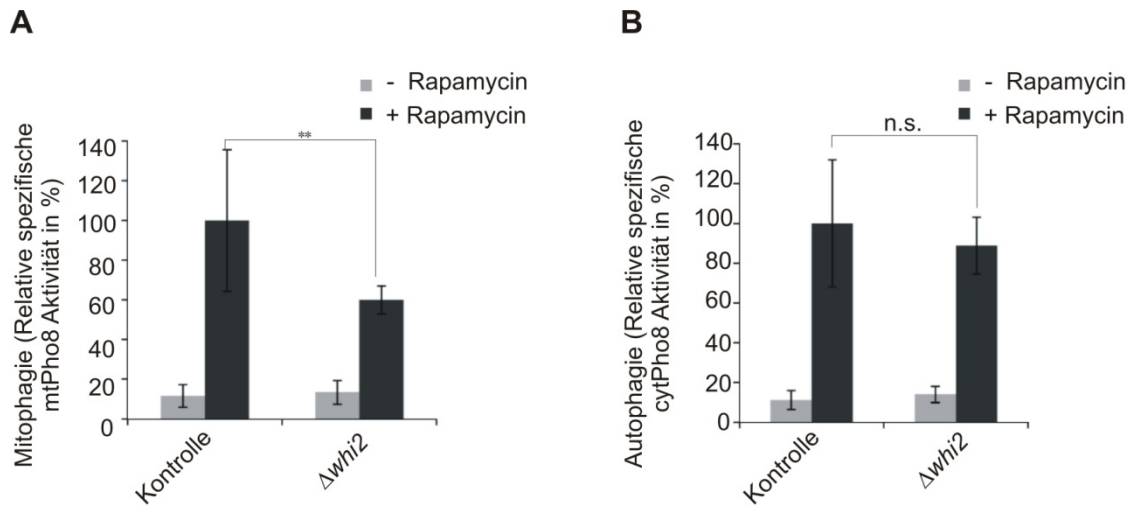 A
- Rapamycin
+ Rapamycin
**
140
120
100
80
60
40
20
0
Mitophagie (Relative spezifische
mtPho8 Aktivität in %)
Kontrolle
Δwhi2
B
- Rapamycin
+ Rapamycin
n.s.
140
120
100
80
60
40
20
0
Autophagie (Relative spezifische
cytPho8 Aktivität in %)
Kontrolle
Δwhi2